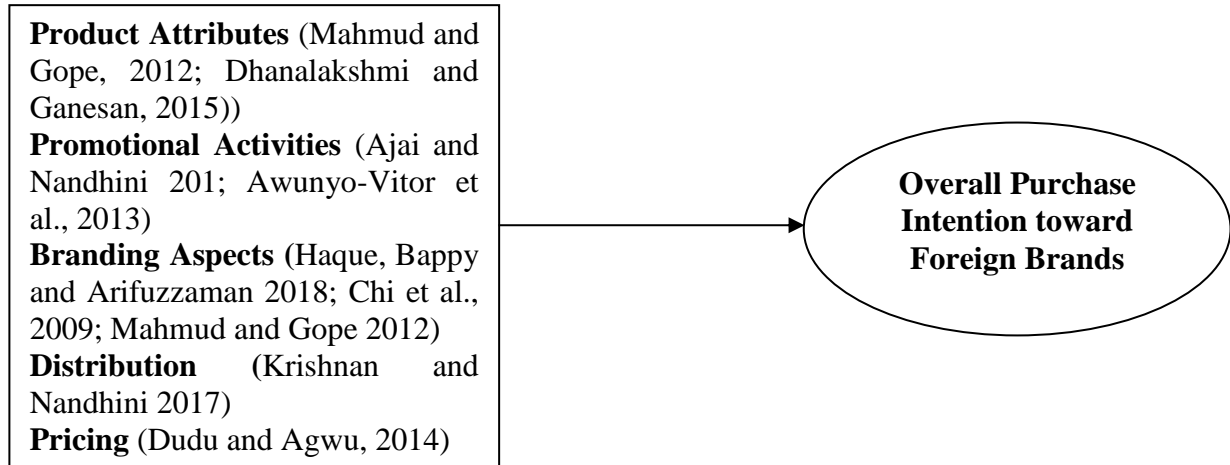 Product Attributes (Mahmud and
Gope, 2012; Dhanalakshmi and
Ganesan, 2015))
Promotional Activities (Ajai and
Nandhini 201; Awunyo-Vitor et
al., 2013)
Branding Aspects (Haque, Bappy
and Arifuzzaman 2018; Chi et al.,
2009; Mahmud and Gope 2012)
Distribution (Krishnan and
Nandhini 2017)
Pricing (Dudu and Agwu, 2014)
Overall Purchase
Intention toward
Foreign Brands